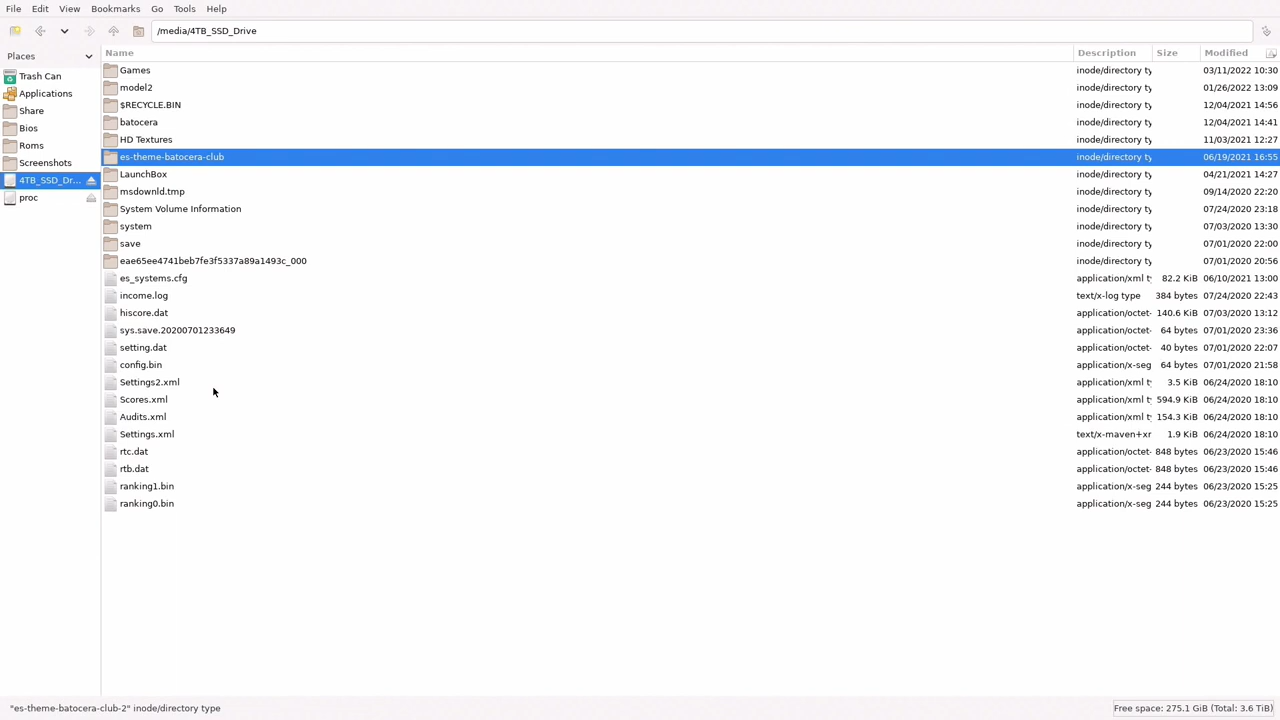 File Edit View Bookmarks Go Tools Help
/media/4TB_SSD_Drive
Places
Trash Can
Applications
Share
Bios
Roms
Screenshots
4TB_SSD_Dr...
proc
Name Description Size Modified
Games inode/directory ty 03/11/2022 10:30
model2 inode/directory ty 01/26/2022 13:09
$RECYCLE.BIN inode/directory ty 12/04/2021 14:56
batocera inode/directory ty 12/04/2021 14:41
HD Textures inode/directory ty 11/03/2021 12:27
es-theme-batocera-club inode/directory ty 06/19/2021 16:55
LaunchBox inode/directory ty 04/21/2021 14:27
msdownld.tmp inode/directory ty 09/14/2020 22:20
System Volume Information inode/directory ty 07/24/2020 23:18
system inode/directory ty 07/03/2020 13:30
save inode/directory ty 07/01/2020 22:00
eae65ee4741beb7fe3f5337a89a1493c_000 inode/directory ty 07/01/2020 20:56
es_systems.cfg application/xml t 82.2 KiB 06/10/2021 13:00
income.log text/x-log type 384 bytes 07/24/2020 22:43
hiscore.dat application/octet- 140.6 KiB 07/03/2020 13:12
sys.save.20200701233649 application/octet- 64 bytes 07/01/2020 23:36
setting.dat application/octet- 40 bytes 07/01/2020 22:07
config.bin application/x-seg 64 bytes 07/01/2020 21:58
Settings2.xml application/xml t 3.5 KiB 06/24/2020 18:10
Scores.xml application/xml t 594.9 KiB 06/24/2020 18:10
Audits.xml application/xml t 154.3 KiB 06/24/2020 18:10
Settings.xml text/x-maven+xr 1.9 KiB 06/24/2020 18:10
rtc.dat application/octet- 848 bytes 06/23/2020 15:46
rtb.dat application/octet- 848 bytes 06/23/2020 15:46
ranking1.bin application/x-seg 244 bytes 06/23/2020 15:25
ranking0.bin application/x-seg 244 bytes 06/23/2020 15:25
"es-theme-batocera-club-2" inode/directory type
Free space: 275.1 GiB (Total: 3.6 TiB)